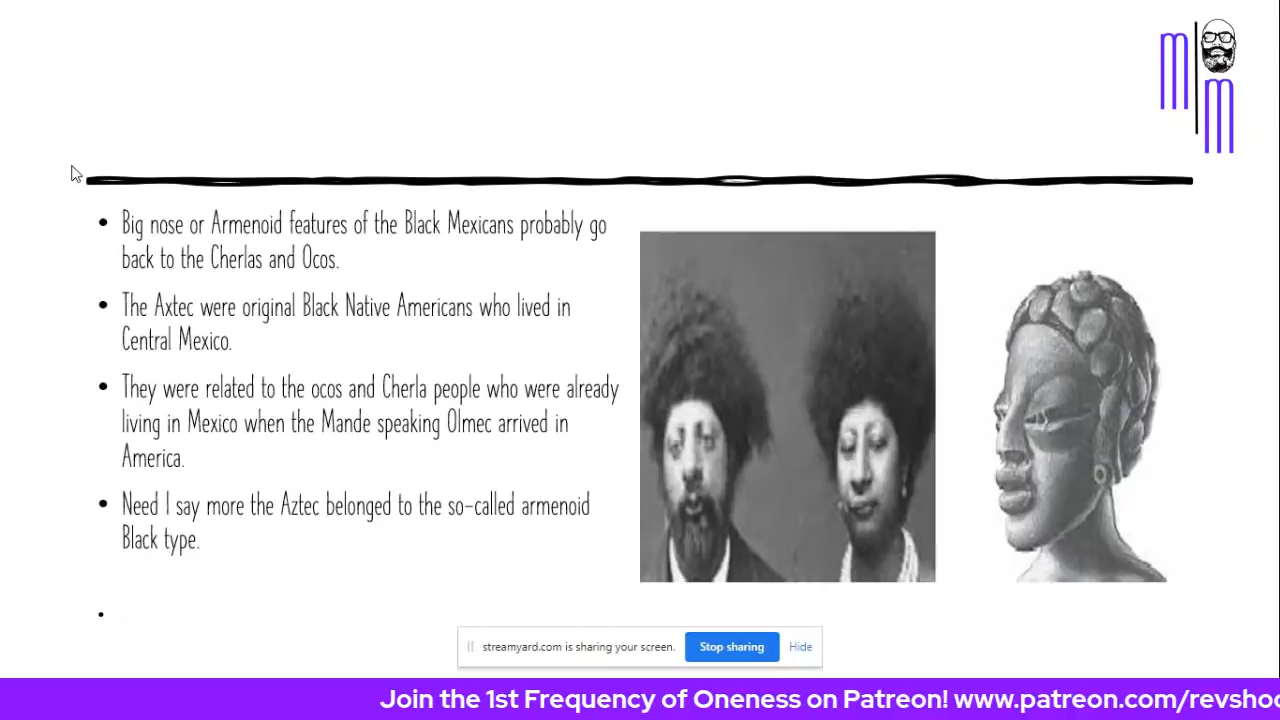 m
m
Big nose or Armenoid features of the Black Mexicans probably go
back to the Cherlas and Ocos.
The Axtec were original Black Native Americans who lived in
Central Mexico.
They were related to the ocos and Cherla people who were already
living in Mexico when the Mande speaking Olmec arrived in
America.
Need I say more the Aztec belonged to the so-called armenoid
Black type.
streamyard.com is sharing your screen. Stop sharing Hide
Join the 1st Frequency of Oneness on Patreon! www.patreon.com/revshoc